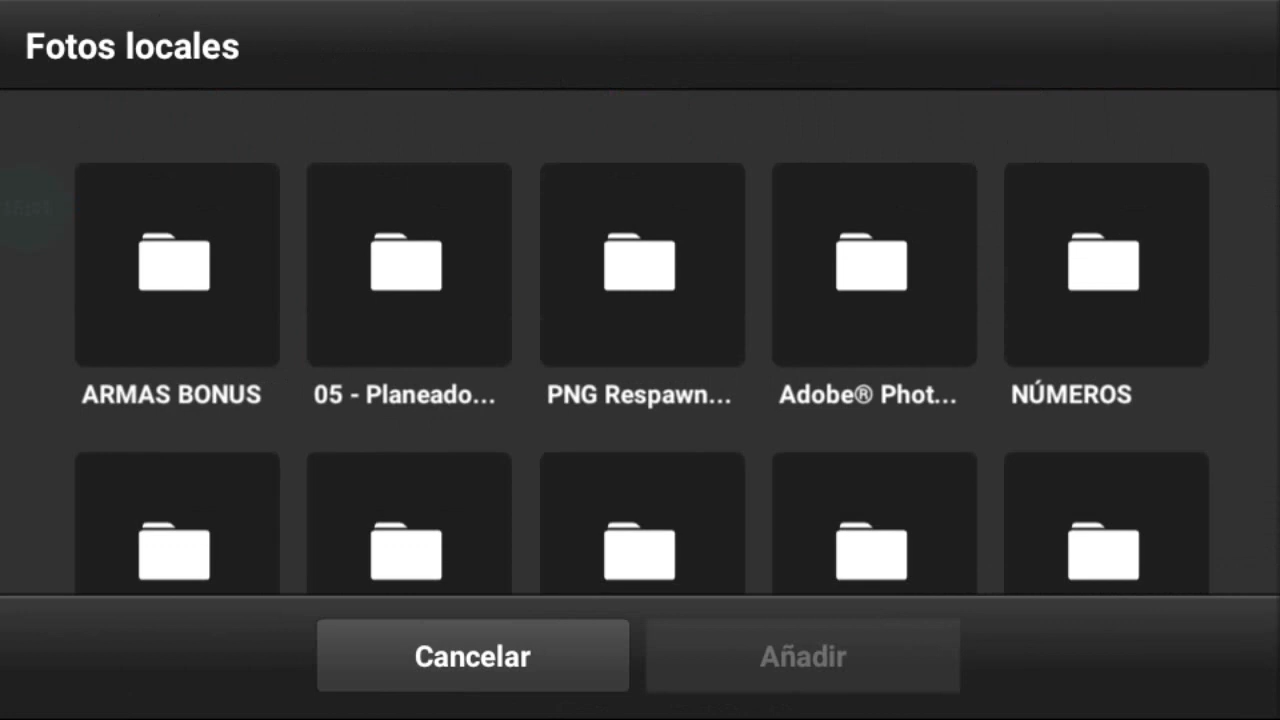 Fotos locales
ARMAS BONUS
05 - Planeado...
PNG Respawn...
Adobe® Phot...
NÚMEROS
Cancelar
Añadir